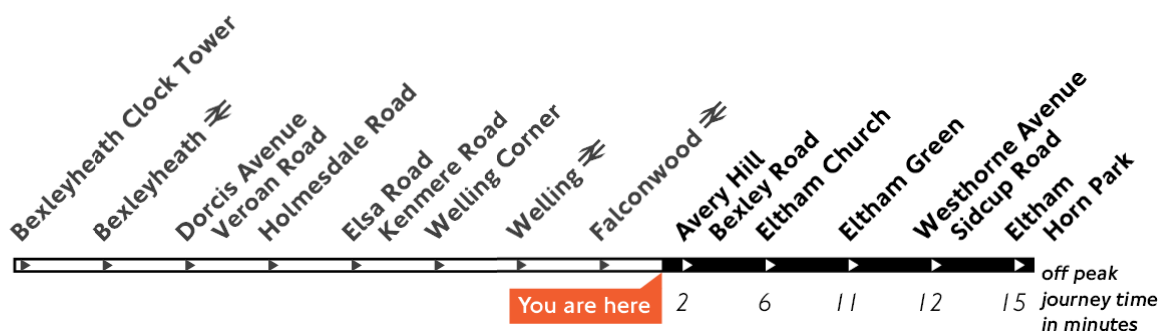 Bexleyheath Clock Tower
Bexleyheath
Dorcis Avenue
Veroan Road
Holmesdale Road
Elsa Road
Kenmere Road
Welling Corner
Welling
Falconwood
Avery Hill
Bexley Road
Eltham Church
Eltham Green
Westhorne Avenue
Sidcup Road
Eltham
Horn Park
You are here
2 6 11 12 15
off peak
journey time
in minutes